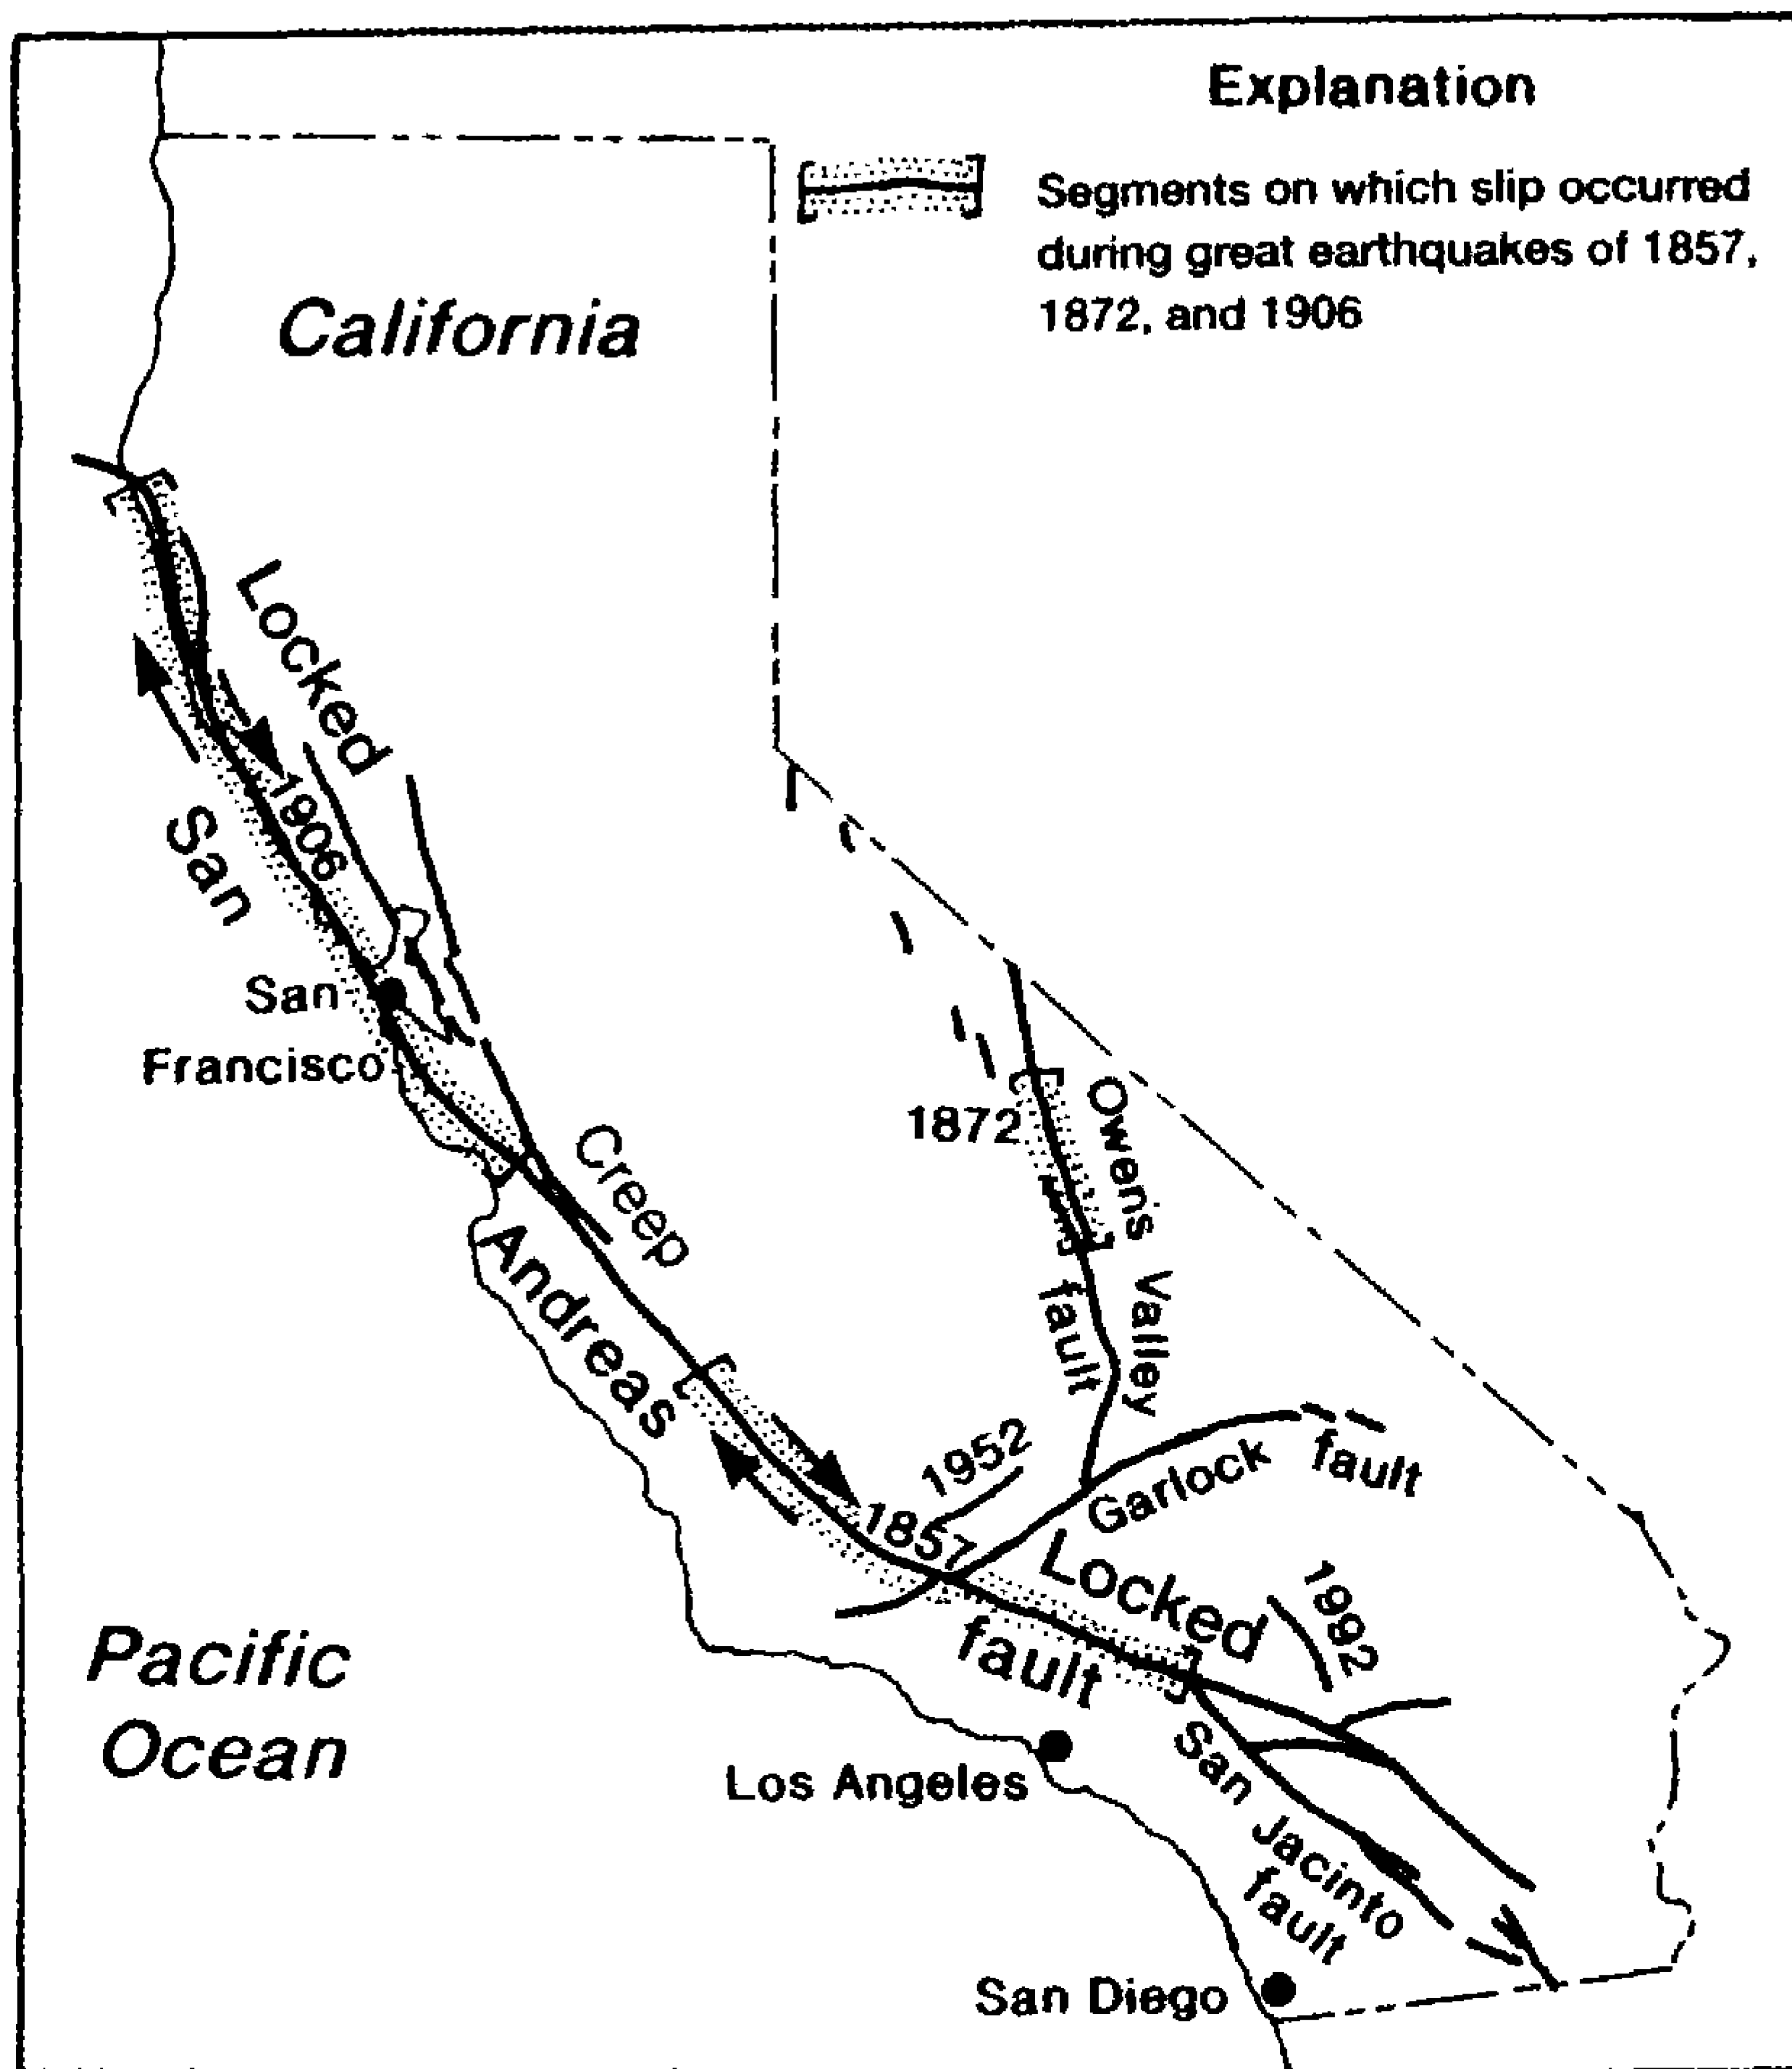 Explanation
Segments on which slip occurred
during great earthquakes of 1857,
1872, and 1906
California
Locked
1906
San
San
Francisco
Creep
Andreas
1872
Owens Valley
fault
1952
1857
Garlock fault
Locked
fault
1992
Pacific
Ocean
Los Angeles
San Jacinto
fault
San Diego